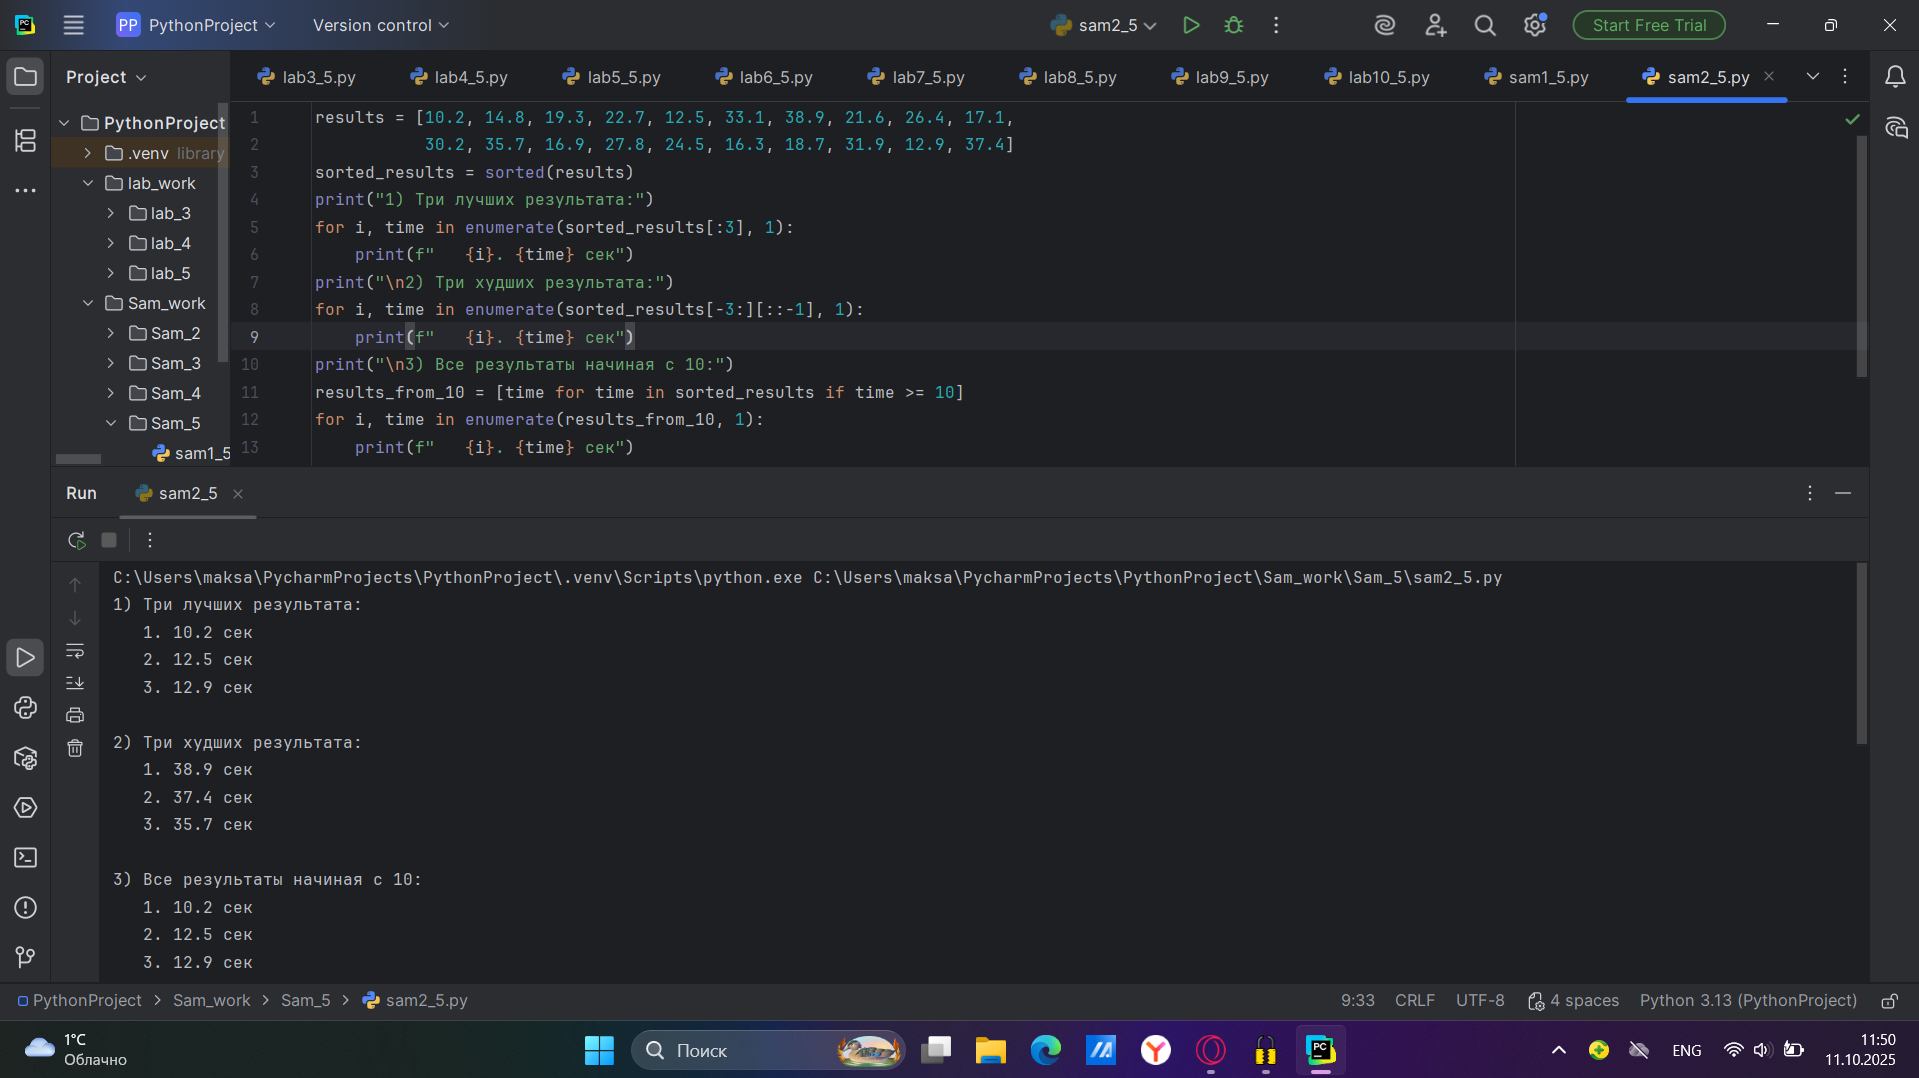 PP PythonProject Version control sam2_5 Start Free Trial
Project lab3_5.py lab4_5.py lab5_5.py lab6_5.py lab7_5.py lab8_5.py lab9_5.py lab10_5.py sam1_5.py sam2_5.py
PythonProject
.venv library
lab_work
lab_3
lab_4
lab_5
Sam_work
Sam_2
Sam_3
Sam_4
Sam_5
sam1_5
1 results = [10.2, 14.8, 19.3, 22.7, 12.5, 33.1, 38.9, 21.6, 26.4, 17.1,
2 30.2, 35.7, 16.9, 27.8, 24.5, 16.3, 18.7, 31.9, 12.9, 37.4]
3 sorted_results = sorted(results)
4 print("1) Три лучших результата:")
5 for i, time in enumerate(sorted_results[:3], 1):
6 print(f"   {i}. {time} сек")
7 print("\n2) Три худших результата:")
8 for i, time in enumerate(sorted_results[-3:][::-1], 1):
9 print(f"   {i}. {time} сек")
10 print("\n3) Все результаты начиная с 10:")
11 results_from_10 = [time for time in sorted_results if time >= 10]
12 for i, time in enumerate(results_from_10, 1):
13 print(f"   {i}. {time} сек")
Run sam2_5
C:\Users\maksa\PycharmProjects\PythonProject\.venv\Scripts\python.exe C:\Users\maksa\PycharmProjects\PythonProject\Sam_work\Sam_5\sam2_5.py
1) Три лучших результата:
1. 10.2 сек
2. 12.5 сек
3. 12.9 сек
2) Три худших результата:
1. 38.9 сек
2. 37.4 сек
3. 35.7 сек
3) Все результаты начиная с 10:
1. 10.2 сек
2. 12.5 сек
3. 12.9 сек
PythonProject > Sam_work > Sam_5 > sam2_5.py 9:33 CRLF UTF-8 4 spaces Python 3.13 (PythonProject)
1°C
Облачно
Поиск
ENG
11:50
11.10.2025